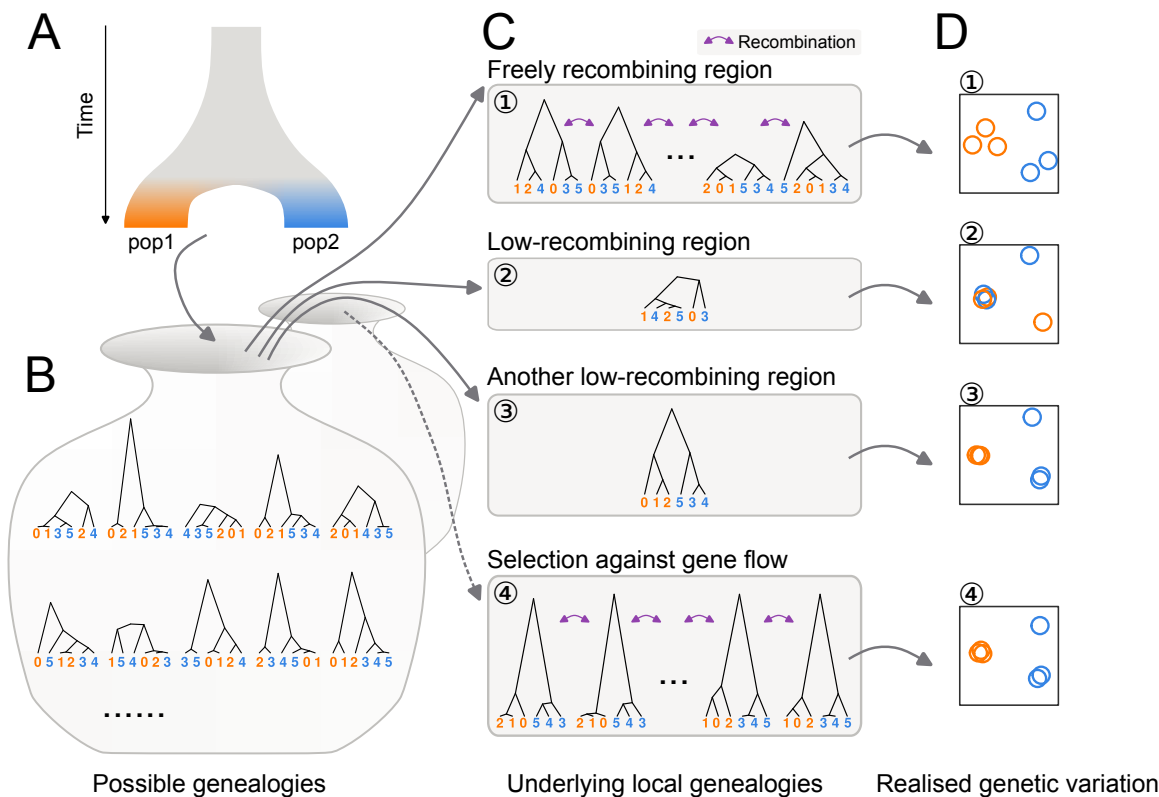 A
Time
pop1
pop2
B
0 1 3 5 2 4
0 2 1 5 3 4
4 3 5 2 0 1
0 2 1 5 3 4
2 0 1 4 3 5
0 5 1 2 3 4
1 5 4 0 2 3
3 5 0 1 2 4
2 3 4 5 0 1
0 1 2 3 4 5
......
Possible genealogies
C
Recombination
Freely recombining region
①
1 2 4 0 3 5
0 3 5 1 2 4
...
2 0 1 5 3 4
5 2 0 1 3 4
Low-recombining region
②
1 4 2 5 0 3
Another low-recombining region
③
0 1 2 5 3 4
Selection against gene flow
④
2 1 0 5 4 3
2 1 0 5 4 3
...
1 0 2 3 4 5
1 0 2 3 4 5
Underlying local genealogies
D
①
②
③
④
Realised genetic variation